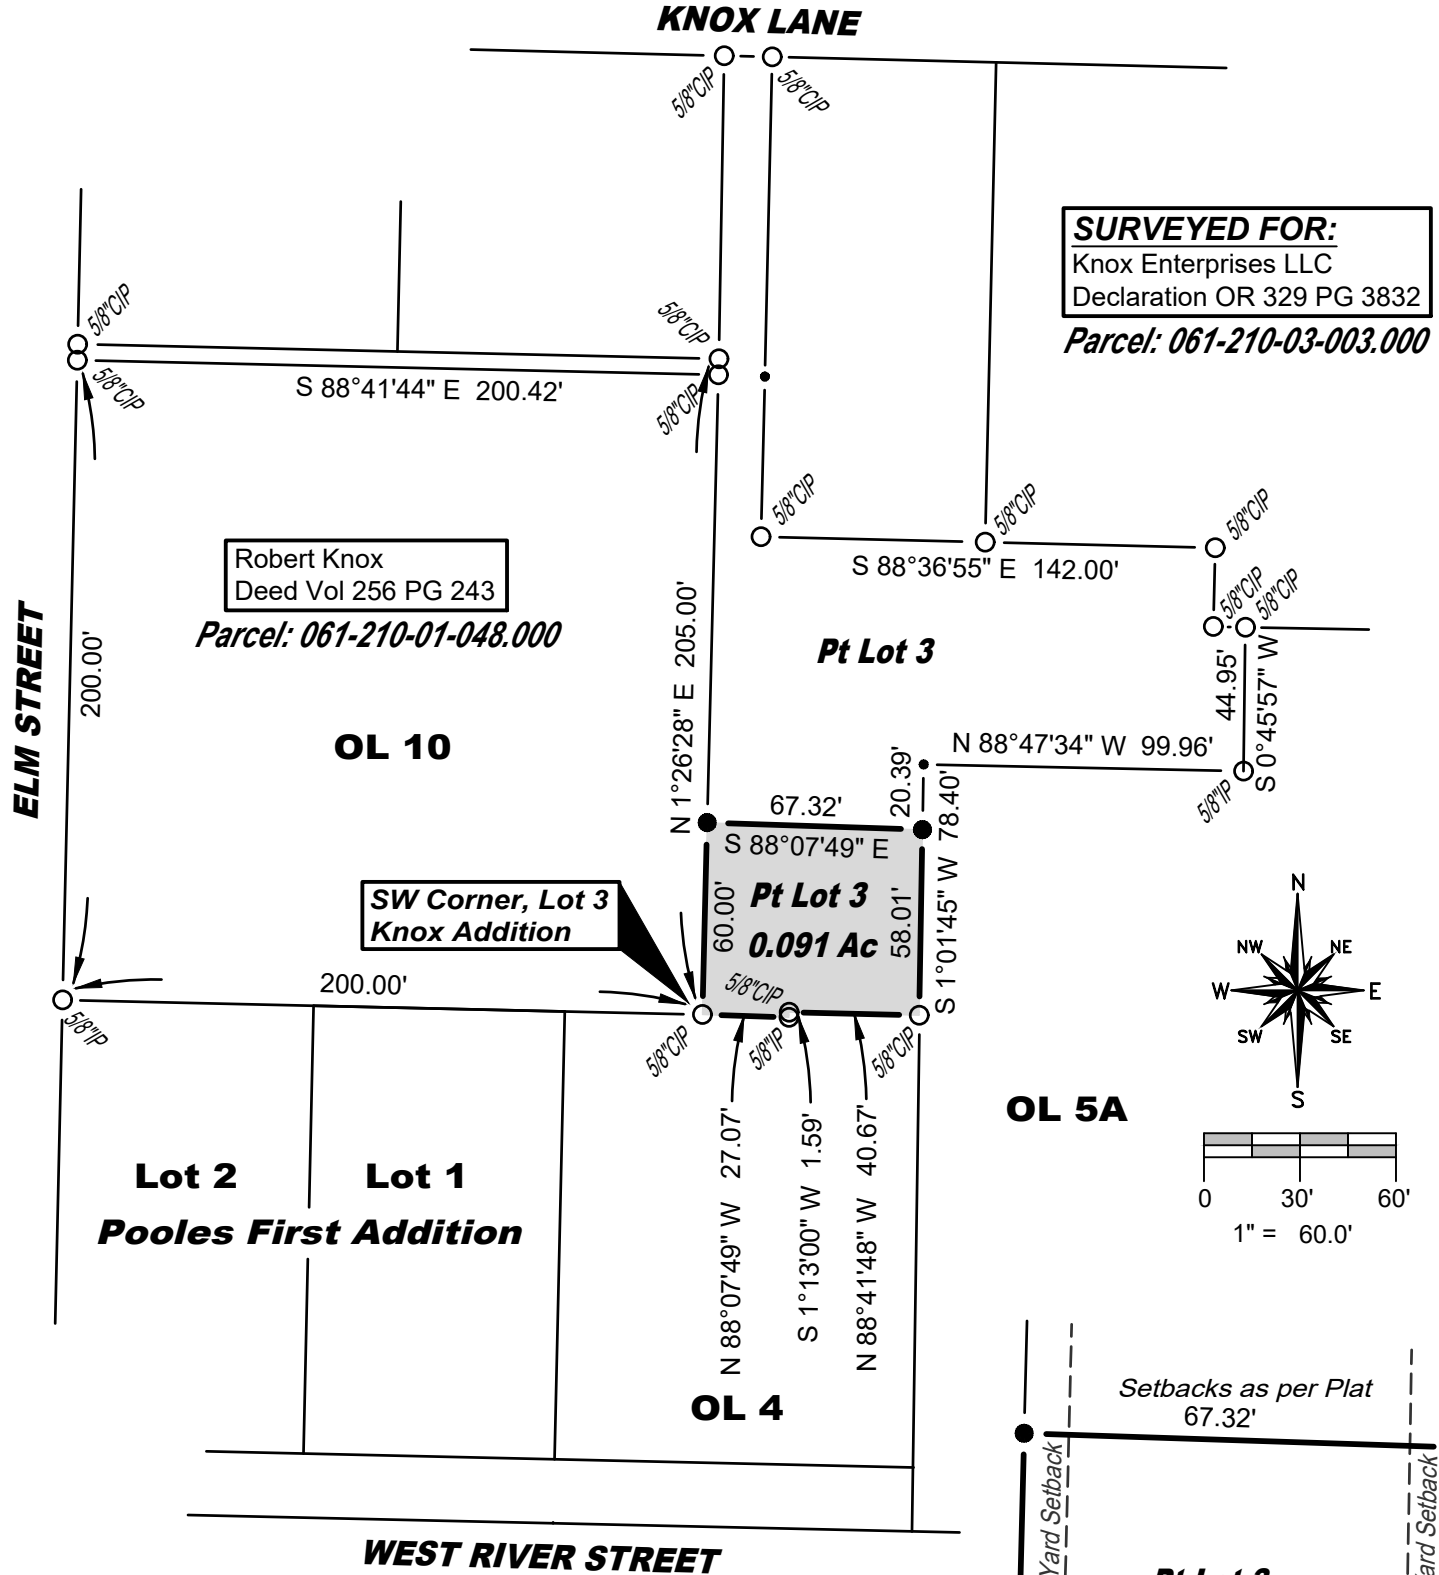 KNOX LANE
5/8"CIP
5/8"CIP
SURVEYED FOR:
Knox Enterprises LLC
Declaration OR 329 PG 3832
Parcel: 061-210-03-003.000
5/8"CIP
5/8"CIP
5/8"CIP
5/8"CIP
S 88°41'44" E 200.42'
5/8"CIP
5/8"CIP
5/8"CIP
S 88°36'55" E 142.00'
Robert Knox
Deed Vol 256 PG 243
Parcel: 061-210-01-048.000
5/8"CIP
5/8"CIP
ELM STREET
200.00'
N 1°26'28" E 205.00'
Pt Lot 3
44.95'
S 0°45'57" W
OL 10
N 88°47'34" W 99.96'
5/8"IP
20.39'
S 1°01'45" W 78.40'
67.32'
S 88°07'49" E
60.00'
Pt Lot 3
0.091 Ac
58.01'
SW Corner, Lot 3
Knox Addition
200.00'
5/8"IP
5/8"CIP
5/8"CIP
5/8"IP
5/8"CIP
N
NW
NE
W
E
SW
SE
S
N 88°07'49" W 27.07'
S 1°13'00" W 1.59'
N 88°41'48" W 40.67'
OL 5A
0 30' 60'
1" = 60.0'
Lot 2
Lot 1
Pooles First Addition
OL 4
Setbacks as per Plat
67.32'
Yard Setback
ard Setback
Pt Lot 3
WEST RIVER STREET